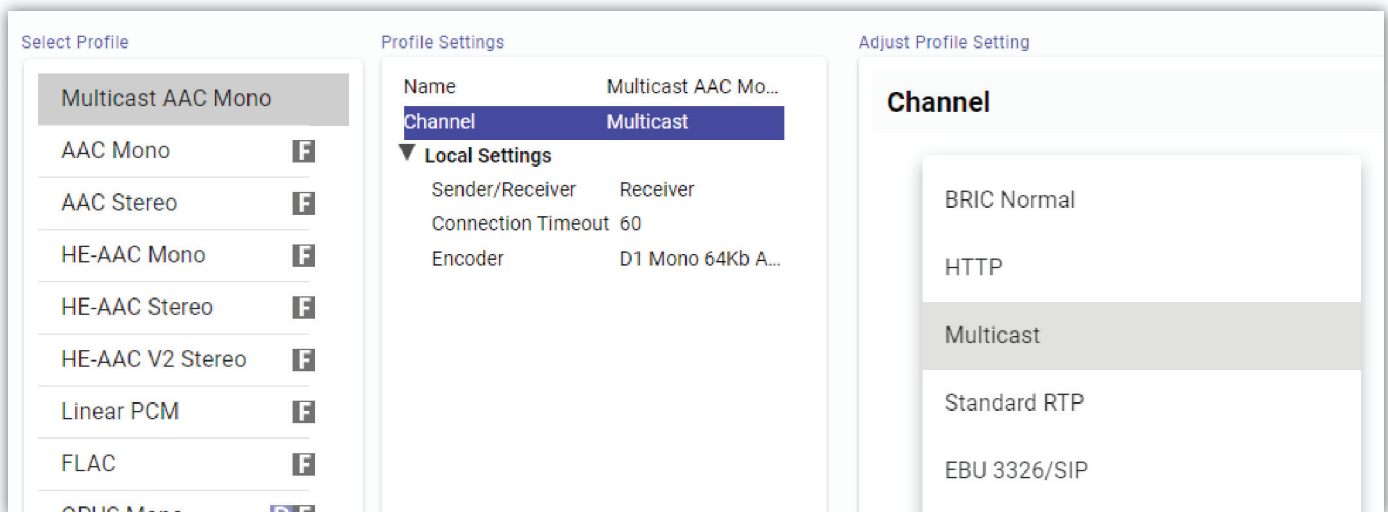 Select Profile
Multicast AAC Mono
AAC Mono F
AAC Stereo F
HE-AAC Mono F
HE-AAC Stereo F
HE-AAC V2 Stereo F
Linear PCM F
FLAC F
Profile Settings
Name Multicast AAC Mo...
Channel Multicast
▼ Local Settings
Sender/Receiver Receiver
Connection Timeout 60
Encoder D1 Mono 64Kb A...
Adjust Profile Setting
Channel
BRIC Normal
HTTP
Multicast
Standard RTP
EBU 3326/SIP